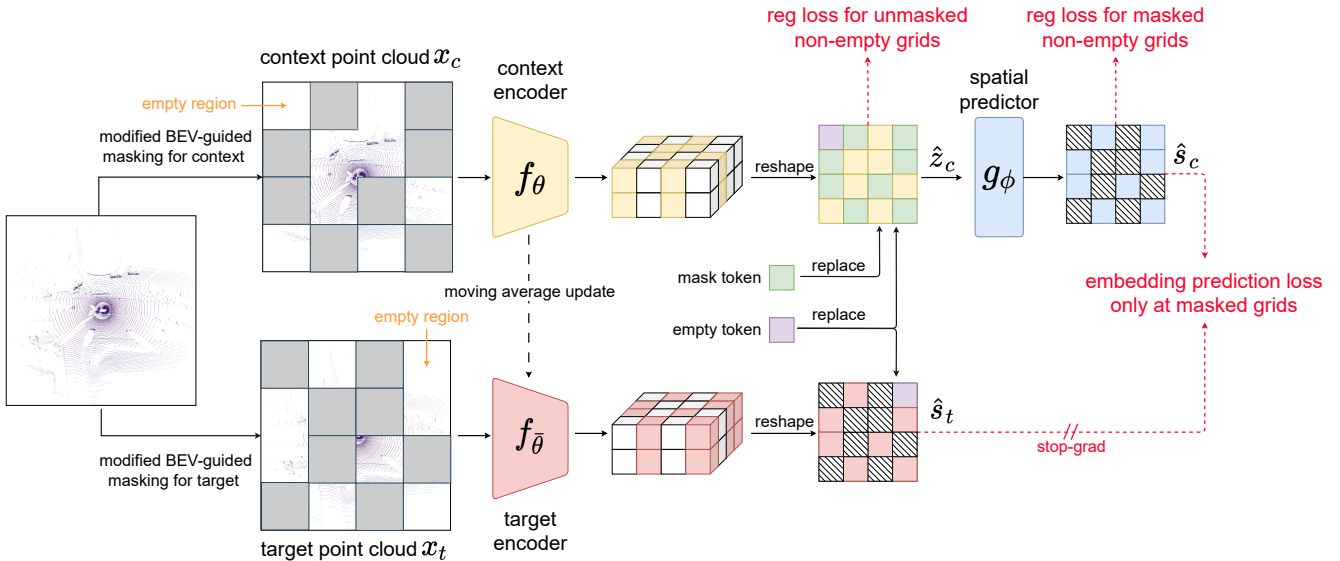 reg loss for unmasked
non-empty grids
reg loss for masked
non-empty grids
context point cloud x_c
context
encoder
spatial
predictor
empty region
modified BEV-guided
masking for context
f_θ
reshape
ẑ_c
g_ϕ
ŝ_c
mask token
replace
moving average update
embedding prediction loss
only at masked grids
empty region
empty token
replace
f_θ̄
reshape
ŝ_t
stop-grad
modified BEV-guided
masking for target
target
encoder
target point cloud x_t